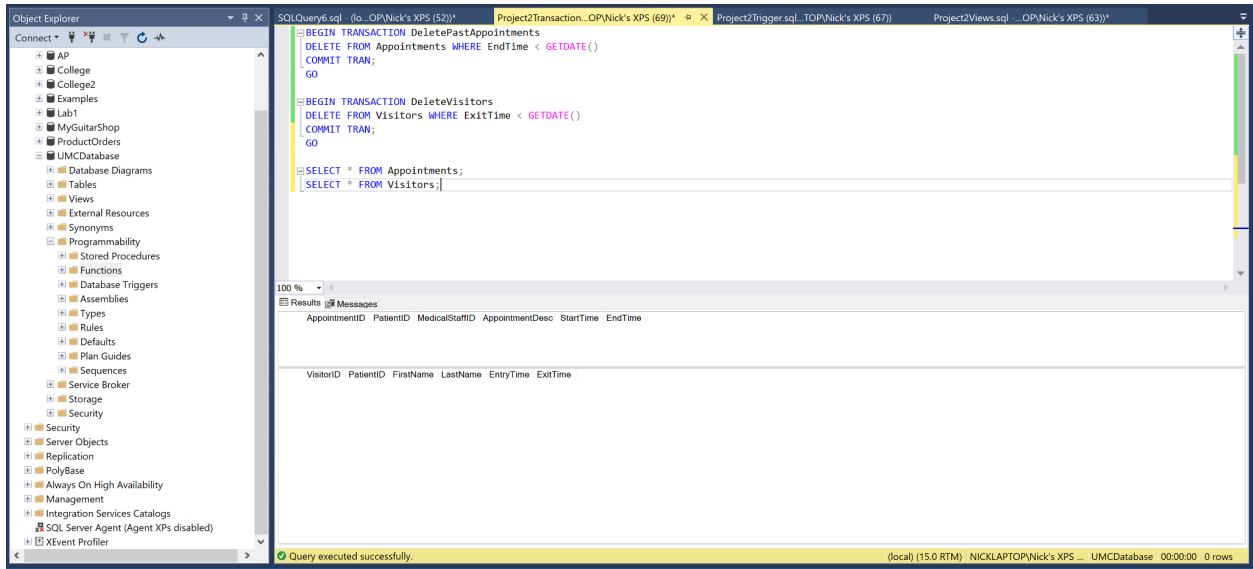 Object Explorer
Connect
AP
College
College2
Examples
Lab1
MyGuitarShop
ProductOrders
UMCDatabase
Database Diagrams
Tables
Views
External Resources
Synonyms
Programmability
Stored Procedures
Functions
Database Triggers
Assemblies
Types
Rules
Defaults
Plan Guides
Sequences
Service Broker
Storage
Security
Security
Server Objects
Replication
PolyBase
Always On High Availability
Management
Integration Services Catalogs
SQL Server Agent (Agent XPs disabled)
XEvent Profiler
SQLQuery6.sql - (lo...OP\Nick's XPS (52))* Project2Transaction...OP\Nick's XPS (69))* Project2Trigger.sql...TOP\Nick's XPS (67)) Project2Views.sql -...OP\Nick's XPS (63))*
BEGIN TRANSACTION DeletePastAppointments
DELETE FROM Appointments WHERE EndTime < GETDATE()
COMMIT TRAN;
GO
BEGIN TRANSACTION DeleteVisitors
DELETE FROM Visitors WHERE ExitTime < GETDATE()
COMMIT TRAN;
GO
SELECT * FROM Appointments;
SELECT * FROM Visitors;
100 %
Results Messages
AppointmentID PatientID MedicalStaffID AppointmentDesc StartTime EndTime
VisitorID PatientID FirstName LastName EntryTime ExitTime
Query executed successfully. (local) (15.0 RTM) NICKLAPTOP\Nick's XPS ... UMCDatabase 00:00:00 0 rows